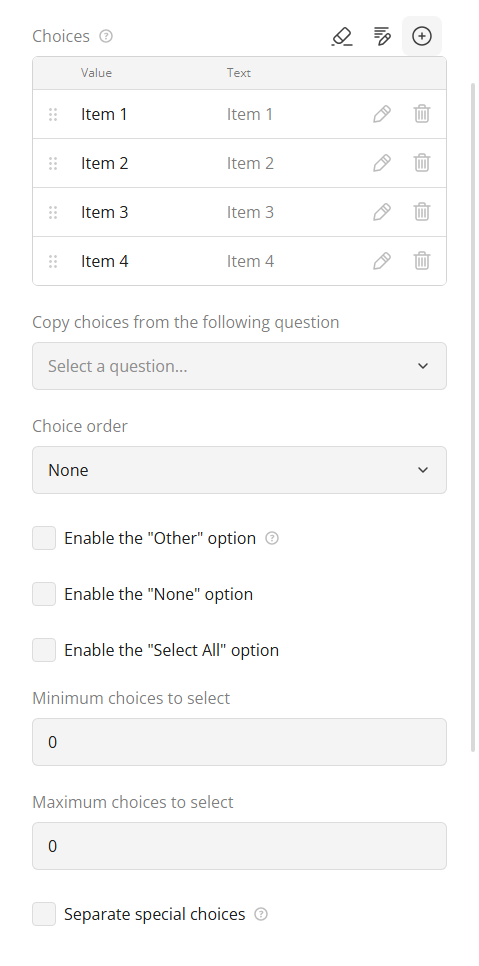 Choices
Value Text
Item 1 Item 1
Item 2 Item 2
Item 3 Item 3
Item 4 Item 4
Copy choices from the following question
Select a question...
Choice order
None
Enable the "Other" option
Enable the "None" option
Enable the "Select All" option
Minimum choices to select
0
Maximum choices to select
0
Separate special choices